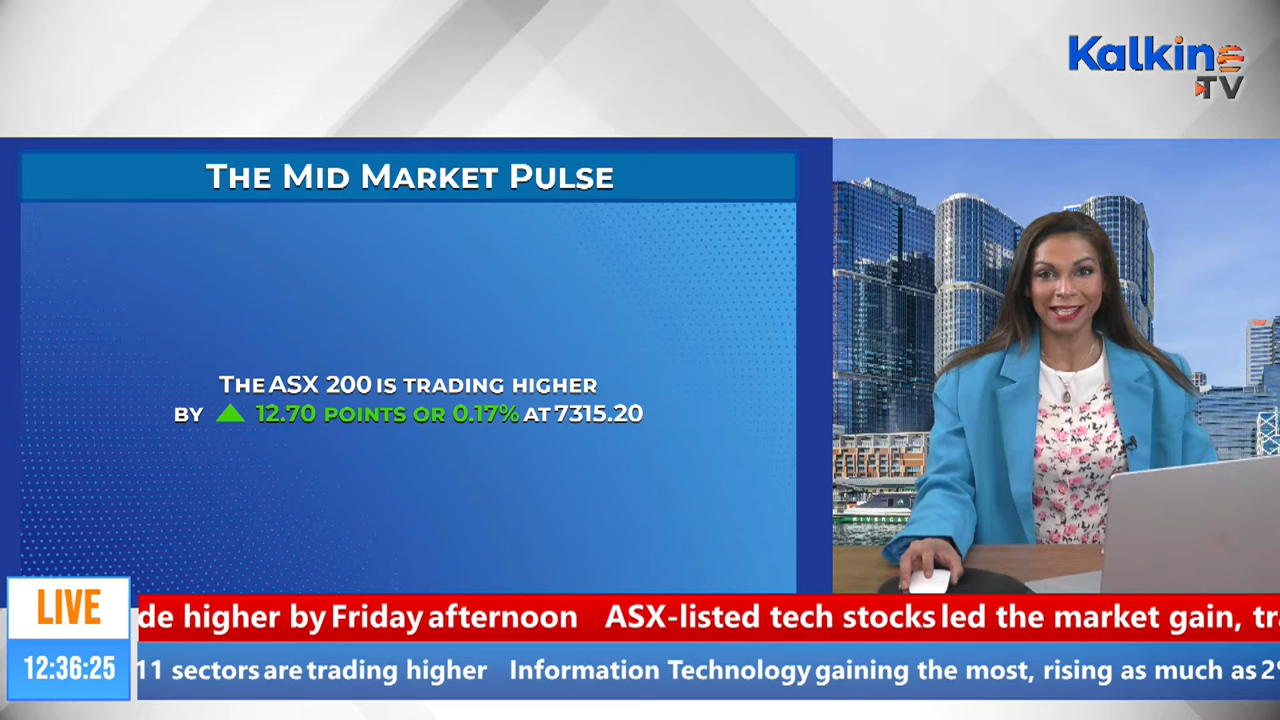 Kalkine
TV
THE MID MARKET PULSE
THE ASX 200 IS TRADING HIGHER
BY ▲ 12.70 POINTS OR 0.17% AT 7315.20
RIVERCAT
LIVE
de higher by Friday afternoon ASX-listed tech stocks led the market gain, tra
12:36:25
11 sectors are trading higher Information Technology gaining the most, rising as much as 2%